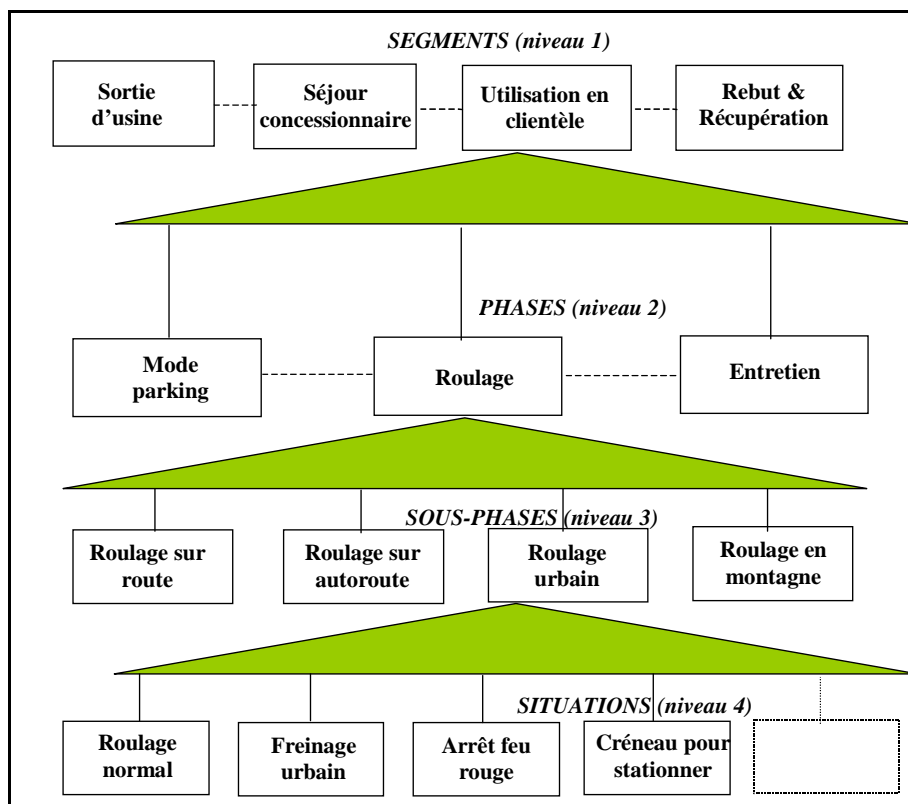 SEGMENTS (niveau 1)
Sortie
d’usine
Séjour
concessionnaire
Utilisation en
clientèle
Rebut &
Récupération
PHASES (niveau 2)
Mode
parking
Roulage
Entretien
SOUS-PHASES (niveau 3)
Roulage sur
route
Roulage sur
autoroute
Roulage
urbain
Roulage en
montagne
SITUATIONS (niveau 4)
Roulage
normal
Freinage
urbain
Arrêt feu
rouge
Créneau pour
stationner